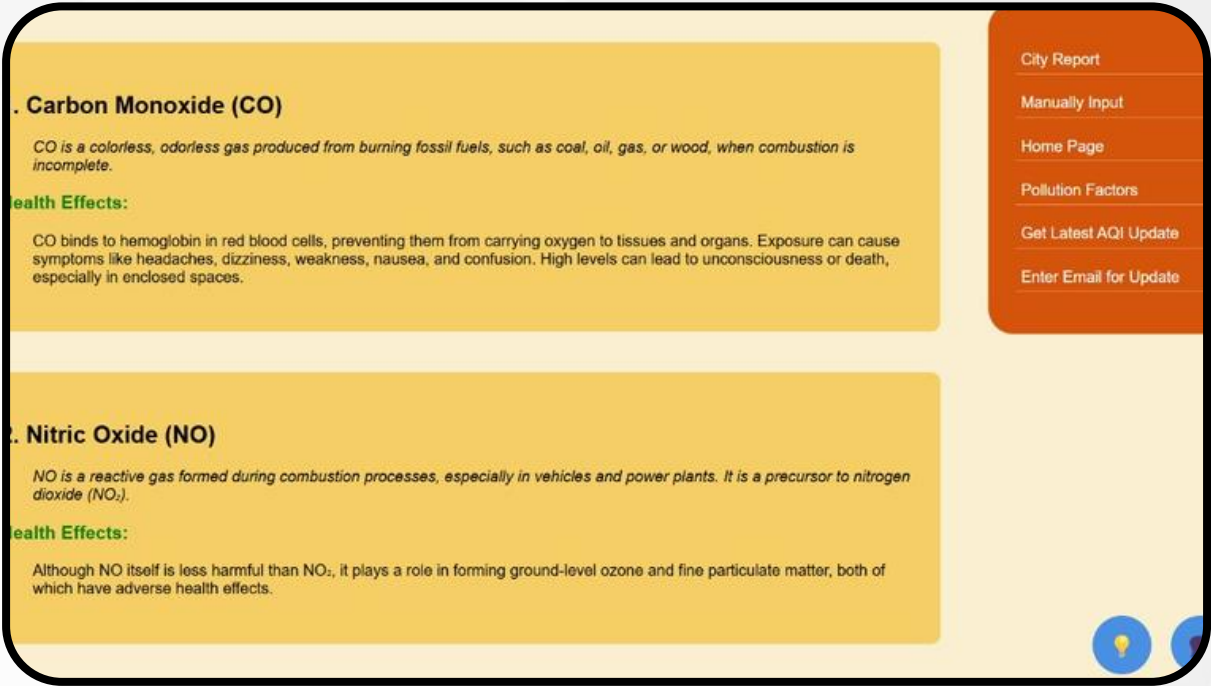 . Carbon Monoxide (CO)
CO is a colorless, odorless gas produced from burning fossil fuels, such as coal, oil, gas, or wood, when combustion is
incomplete.
ealth Effects:
CO binds to hemoglobin in red blood cells, preventing them from carrying oxygen to tissues and organs. Exposure can cause
symptoms like headaches, dizziness, weakness, nausea, and confusion. High levels can lead to unconsciousness or death,
especially in enclosed spaces.
2. Nitric Oxide (NO)
NO is a reactive gas formed during combustion processes, especially in vehicles and power plants. It is a precursor to nitrogen
dioxide (NO₂).
ealth Effects:
Although NO itself is less harmful than NO₂, it plays a role in forming ground-level ozone and fine particulate matter, both of
which have adverse health effects.
City Report
Manually Input
Home Page
Pollution Factors
Get Latest AQI Update
Enter Email for Update